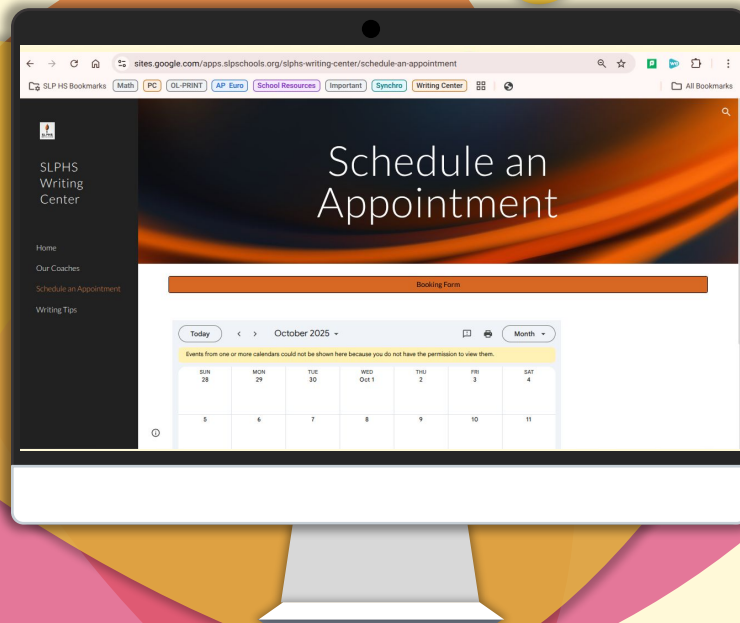 sites.google.com/apps.slpschools.org/slphs-writing-center/schedule-an-appointment
SLP HS Bookmarks Math PC OL-PRINT AP Euro School Resources Important Synchro Writing Center All Bookmarks
SLPHS
Writing
Center
Home
Our Coaches
Schedule an Appointment
Writing Tips
Schedule an
Appointment
Booking Form
Today October 2025 Month
Events from one or more calendars could not be shown here because you do not have the permission to view them.
SUN MON TUE WED THU FRI SAT
28 29 30 Oct 1 2 3 4
5 6 7 8 9 10 11